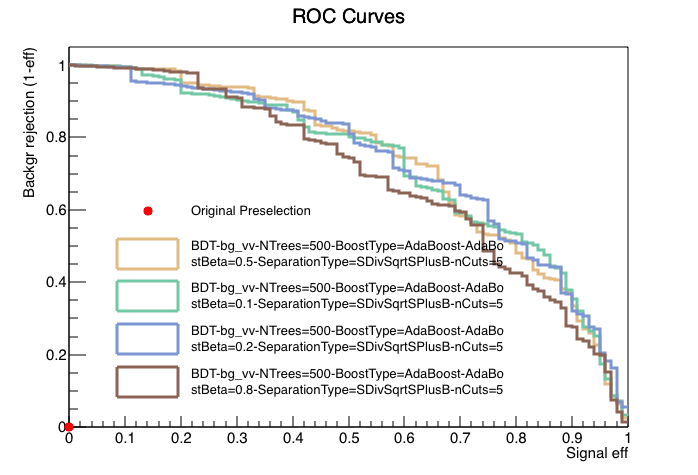 ROC Curves
Backgr rejection (1-eff)
1
0.8
0.6
0.4
0.2
0
Original Preselection
BDT-bg_vv-NTrees=500-BoostType=AdaBoost-AdaBo
stBeta=0.5-SeparationType=SDivSqrtSPlusB-nCuts=5
BDT-bg_vv-NTrees=500-BoostType=AdaBoost-AdaBo
stBeta=0.1-SeparationType=SDivSqrtSPlusB-nCuts=5
BDT-bg_vv-NTrees=500-BoostType=AdaBoost-AdaBo
stBeta=0.2-SeparationType=SDivSqrtSPlusB-nCuts=5
BDT-bg_vv-NTrees=500-BoostType=AdaBoost-AdaBo
stBeta=0.8-SeparationType=SDivSqrtSPlusB-nCuts=5
0 0.1 0.2 0.3 0.4 0.5 0.6 0.7 0.8 0.9 1
Signal eff